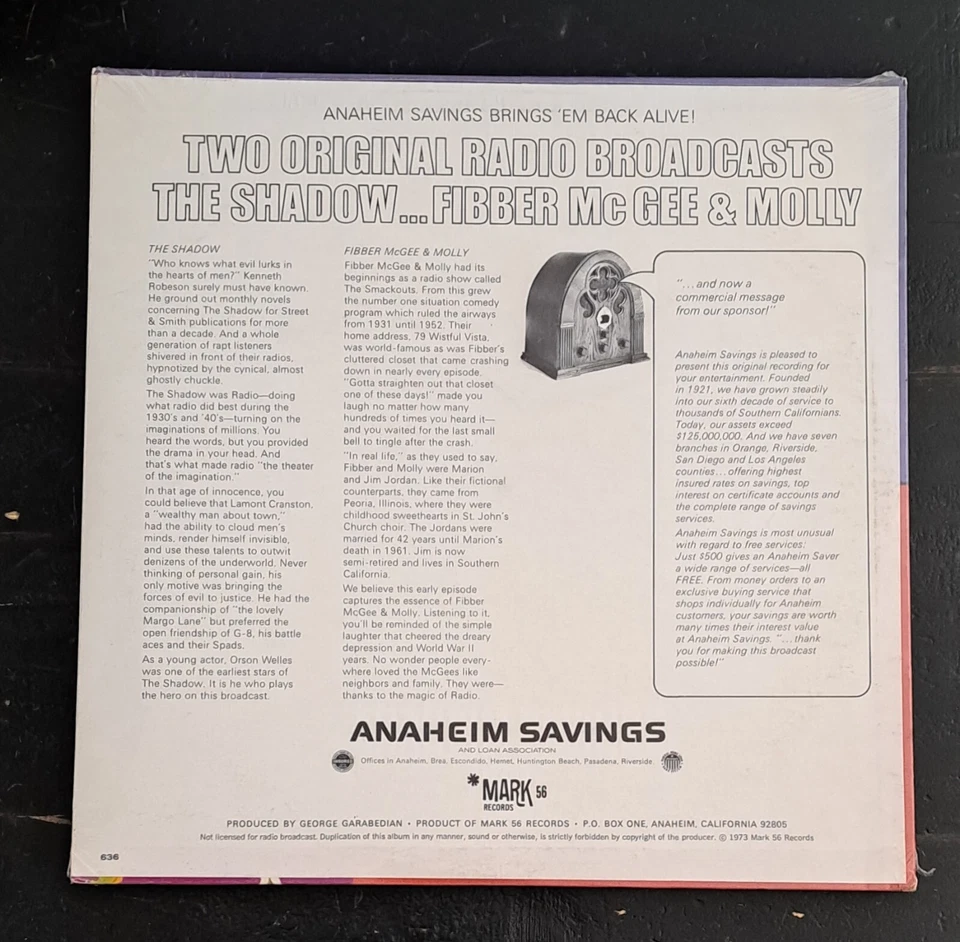 ANAHEIM SAVINGS BRINGS 'EM BACK ALIVE!
TWO ORIGINAL RADIO BROADCASTS
THE SHADOW...FIBBER McGEE & MOLLY
THE SHADOW
"Who knows what evil lurks in
the hearts of men?" Kenneth
Robeson surely must have known.
He ground out monthly novels
concerning The Shadow for Street
& Smith publications for more
than a decade. And a whole
generation of rapt listeners
shivered in front of their radios,
hypnotized by the cynical, almost
ghostly chuckle.
The Shadow was Radio—doing
what radio did best during the
1930's and '40's—turning on the
imaginations of millions. You
heard the words, but you provided
the drama in your head. And
that's what made radio "the theater
of the imagination."
In that age of innocence, you
could believe that Lamont Cranston,
a "wealthy man about town,"
had the ability to cloud men's
minds, render himself invisible,
and use these talents to outwit
denizens of the underworld. Never
thinking of personal gain, his
only motive was bringing the
forces of evil to justice. He had the
companionship of "the lovely
Margo Lane" but preferred the
open friendship of G-8, his battle
aces and their Spads.
As a young actor, Orson Welles
was one of the earliest stars of
The Shadow. It is he who plays
the hero on this broadcast.
FIBBER McGEE & MOLLY
Fibber McGee & Molly had its
beginnings as a radio show called
The Smackouts. From this grew
the number one situation comedy
program which ruled the airways
from 1931 until 1952. Their
home address, 79 Wistful Vista,
was world-famous as was Fibber's
cluttered closet that came crashing
down in nearly every episode.
"Gotta straighten out that closet
one of these days!" made you
laugh no matter how many
hundreds of times you heard it—
and you waited for the last small
bell to tingle after the crash.
"In real life," as they used to say,
Fibber and Molly were Marion
and Jim Jordan. Like their fictional
counterparts, they came from
Peoria, Illinois, where they were
childhood sweethearts in St. John's
Church choir. The Jordans were
married for 42 years until Marion's
death in 1961. Jim is now
semi-retired and lives in Southern
California.
We believe this early episode
captures the essence of Fibber
McGee & Molly. Listening to it,
you'll be reminded of the simple
laughter that cheered the dreary
depression and World War II
years. No wonder people every-
where loved the McGees like
neighbors and family. They were—
thanks to the magic of Radio.
"...and now a
commercial message
from our sponsor!"
Anaheim Savings is pleased to
present this original recording for
your entertainment. Founded
in 1921, we have grown steadily
into our sixth decade of service to
thousands of Southern Californians.
Today, our assets exceed
$125,000,000. And we have seven
branches in Orange, Riverside,
San Diego and Los Angeles
counties...offering highest
insured rates on savings, top
interest on certificate accounts and
the complete range of savings
services.
Anaheim Savings is most unusual
with regard to free services:
Just $500 gives an Anaheim Saver
a wide range of services—all
FREE. From money orders to an
exclusive buying service that
shops individually for Anaheim
customers, your savings are worth
many times their interest value
at Anaheim Savings. "...thank
you for making this broadcast
possible!"
ANAHEIM SAVINGS
AND LOAN ASSOCIATION
Offices in Anaheim, Brea, Escondido, Hemet, Huntington Beach, Pasadena, Riverside.
*MARK 56
RECORDS
PRODUCED BY GEORGE GARABEDIAN • PRODUCT OF MARK 56 RECORDS • P.O. BOX ONE, ANAHEIM, CALIFORNIA 92805
Not licensed for radio broadcast. Duplication of this album in any manner, sound or otherwise, is strictly forbidden by copyright of the producer. © 1973 Mark 56 Records
636